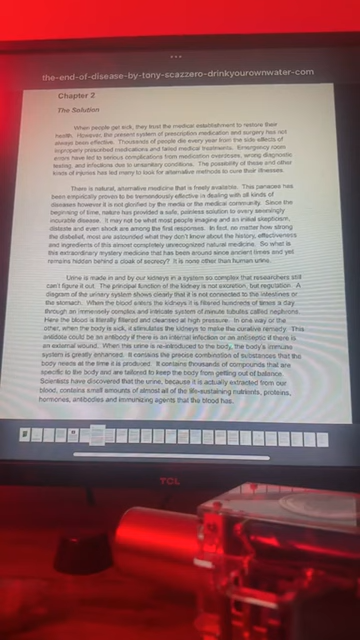 the-end-of-disease-by-tony-scazzero-drinkyourownwater-com
Chapter 2
The Solution
When people get sick, they trust the medical establishment to restore their
health. However, the present system of prescription medication and surgery has not
always been effective. Thousands of people die every year from the side effects of
improperly prescribed medications and failed medical treatments. Emergency room
errors have led to serious complications from medication overdoses, wrong diagnostic
testing, and infections due to unsanitary conditions. The possibility of these and other
kinds of injuries has led many to look for alternative methods to cure their diseases.
There is natural, alternative medicine that is freely available. This panacea has
been empirically proven to be tremendously effective in dealing with all kinds of
diseases however it is not glorified by the media or the medical community. Since the
beginning of time, nature has provided a safe, painless solution to every seemingly
incurable disease. It may not be what most people imagine and so initial skepticism,
distaste and even shock are among the first responses. In fact, no matter how strong
the disbelief, most are astounded what they don't know about the history, effectiveness
and ingredients of this almost completely unrecognized natural medicine. So what is
this extraordinary mystery medicine that has been around since ancient times and yet
remains hidden behind a cloak of secrecy? It is none other than human urine.
Urine is made in and by our kidneys in a system so complex that researchers still
can't figure it out. The principal function of the kidney is not excretion, but regulation. A
diagram of the urinary system shows clearly that it is not connected to the intestines or
the stomach. When the blood enters the kidneys it is filtered hundreds of times a day
through an immensely complex and intricate system of minute tubules called nephrons.
Here the blood is literally filtered and cleansed at high pressure. In one way or the
other, when the body is sick, it stimulates the kidneys to make the curative remedy. This
antidote could be an antibody if there is an internal infection or an antiseptic if there is
an external wound. When this urine is re-introduced to the body, the body's immune
system is greatly enhanced. It contains the precise combination of substances that the
body needs at the time it is produced. It contains thousands of compounds that are
specific to the body and are tailored to keep the body from getting out of balance.
Scientists have discovered that the urine, because it is actually extracted from our
blood, contains small amounts of almost all of the life-sustaining nutrients, proteins,
hormones, antibodies and immunizing agents that the blood has.
TCL